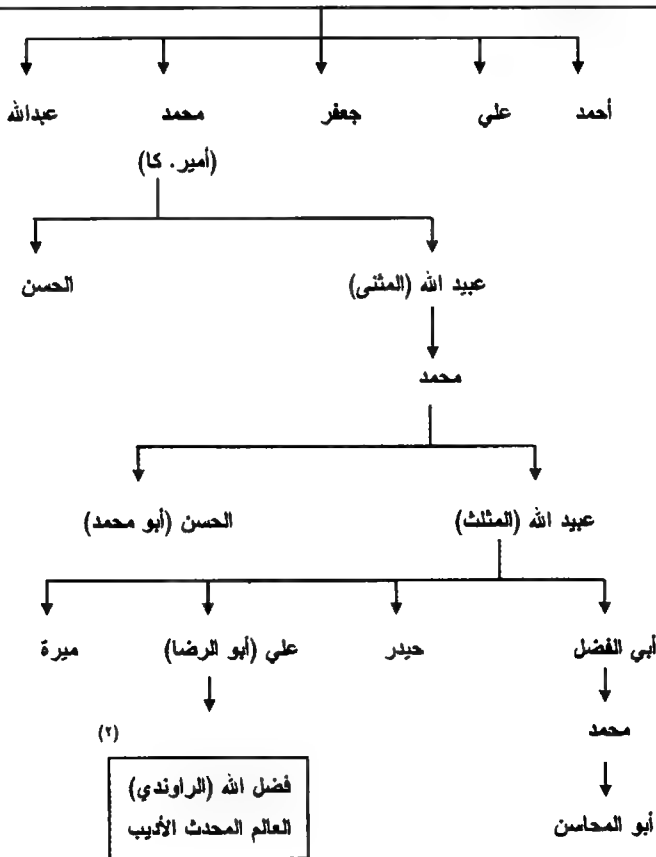 أحمد علي جعفر محمد عبدالله
(أمير. كا)
عبيد الله (المثنى) الحسن
محمد
عبيد الله (المثلث) الحسن (أبو محمد)
أبي الفضل حيدر علي (أبو الرضا) ميرة
محمد (٢)
فضل الله (الراوندي)
العالم المحدث الأديب
أبو المحاسن